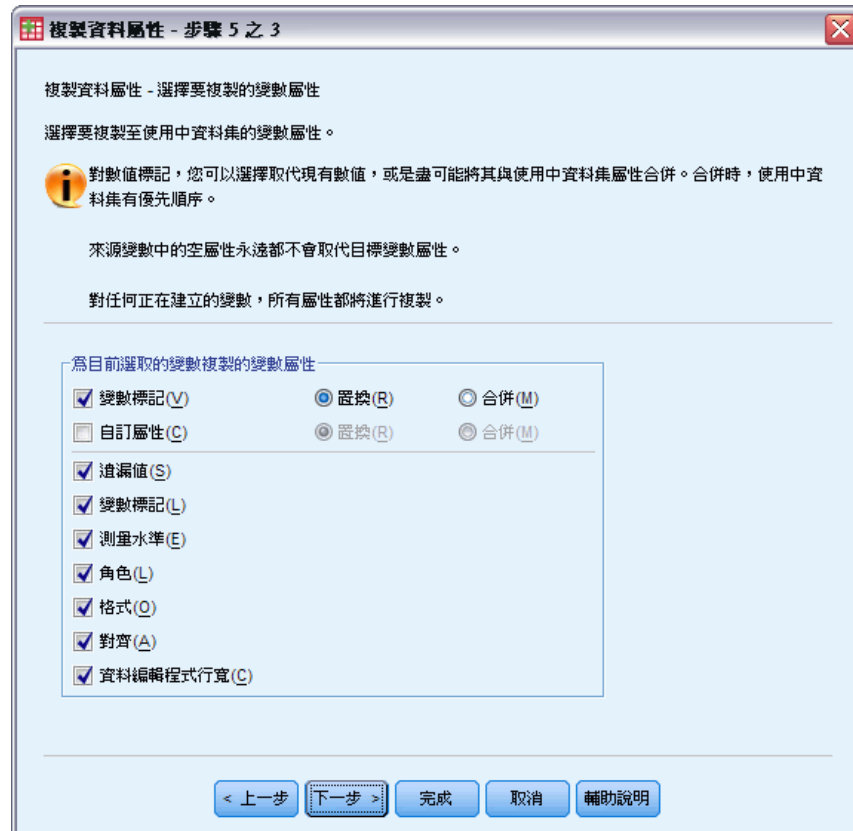 複製資料屬性 - 步驟 5 之 3
複製資料屬性 - 選擇要複製的變數屬性
選擇要複製至使用中資料集的變數屬性。
對數值標記，您可以選擇取代現有數值，或是盡可能將其與使用中資料集屬性合併。合併時，使用中資
料集有優先順序。
來源變數中的空屬性永遠都不會取代目標變數屬性。
對任何正在建立的變數，所有屬性都將進行複製。
為目前選取的變數複製的變數屬性
變數標記(V) 置換(R) 合併(M)
自訂屬性(C) 置換(R) 合併(M)
遺漏值(S)
變數標記(L)
測量水準(E)
角色(L)
格式(O)
對齊(A)
資料編輯程式行寬(C)
< 上一步 下一步 > 完成 取消 輔助說明